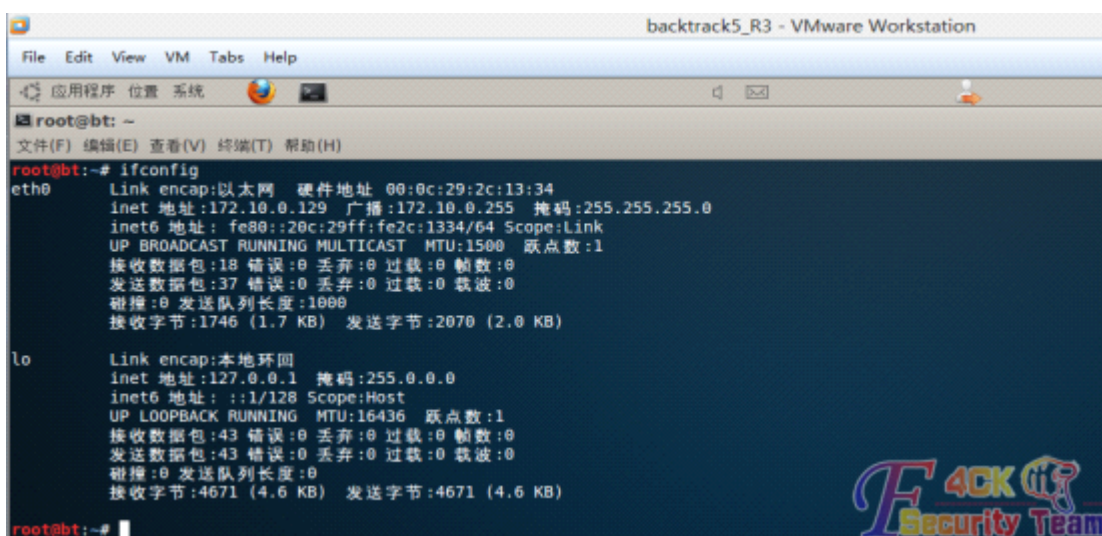 backtrack5_R3 - VMware Workstation
File Edit View VM Tabs Help
应用程序 位置 系统
root@bt: ~
文件(F) 编辑(E) 查看(V) 终端(T) 帮助(H)
root@bt:~# ifconfig
eth0 Link encap:以太网 硬件地址 00:0c:29:2c:13:34
inet 地址:172.10.0.129 广播:172.10.0.255 掩码:255.255.255.0
inet6 地址: fe80::20c:29ff:fe2c:1334/64 Scope:Link
UP BROADCAST RUNNING MULTICAST MTU:1500 跃点数:1
接收数据包:18 错误:0 丢弃:0 过载:0 帧数:0
发送数据包:37 错误:0 丢弃:0 过载:0 载波:0
碰撞:0 发送队列长度:1000
接收字节:1746 (1.7 KB) 发送字节:2070 (2.0 KB)
lo Link encap:本地环回
inet 地址:127.0.0.1 掩码:255.0.0.0
inet6 地址: ::1/128 Scope:Host
UP LOOPBACK RUNNING MTU:16436 跃点数:1
接收数据包:43 错误:0 丢弃:0 过载:0 帧数:0
发送数据包:43 错误:0 丢弃:0 过载:0 载波:0
碰撞:0 发送队列长度:0
接收字节:4671 (4.6 KB) 发送字节:4671 (4.6 KB)
root@bt:~#
F4CK
Security Team